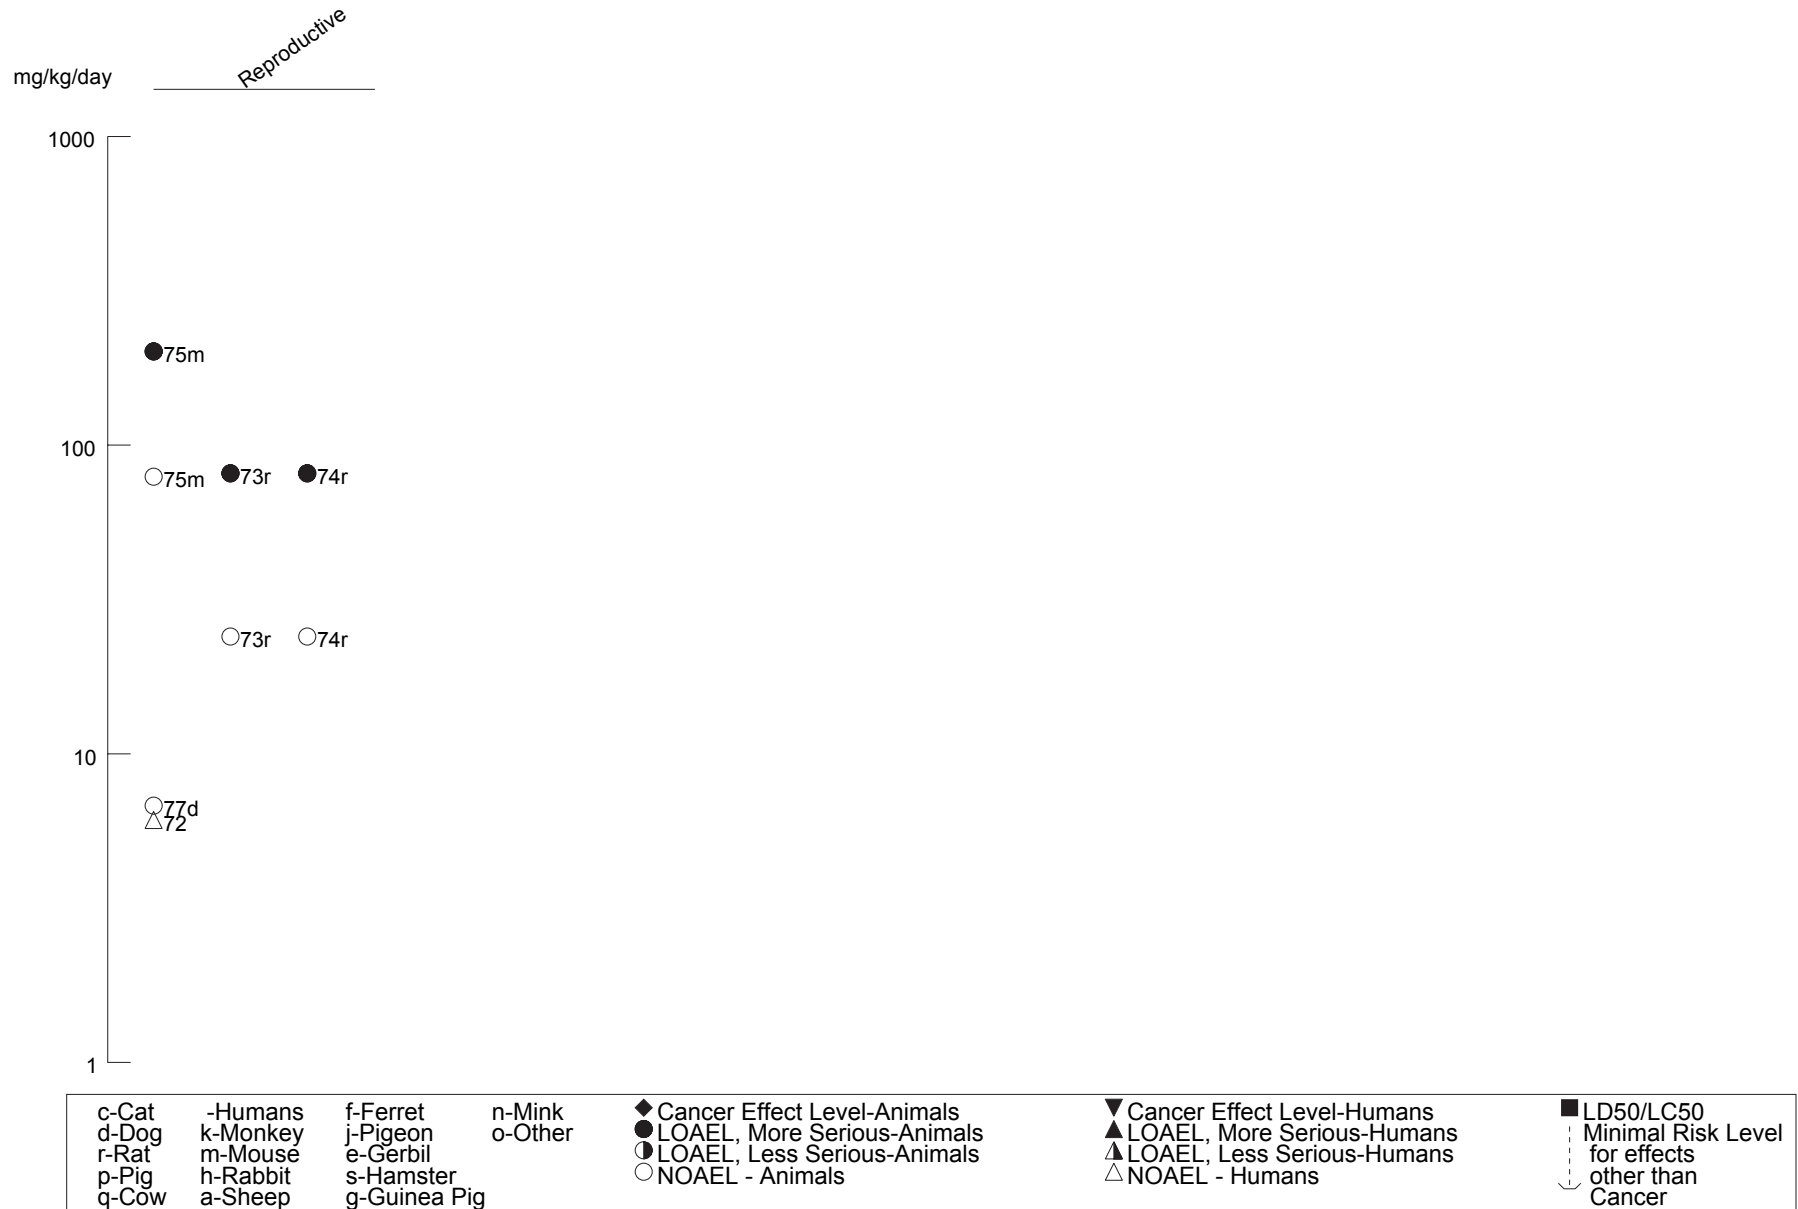 Reproductive
mg/kg/day
1000
75m
100
75m 73r 74r
73r 74r
10
77d
72
1
c-Cat -Humans f-Ferret n-Mink Cancer Effect Level-Animals Cancer Effect Level-Humans LD50/LC50
d-Dog k-Monkey j-Pigeon o-Other LOAEL, More Serious-Animals LOAEL, More Serious-Humans Minimal Risk Level
r-Rat m-Mouse e-Gerbil LOAEL, Less Serious-Animals LOAEL, Less Serious-Humans for effects
p-Pig h-Rabbit s-Hamster NOAEL - Animals NOAEL - Humans other than
q-Cow a-Sheep g-Guinea Pig Cancer